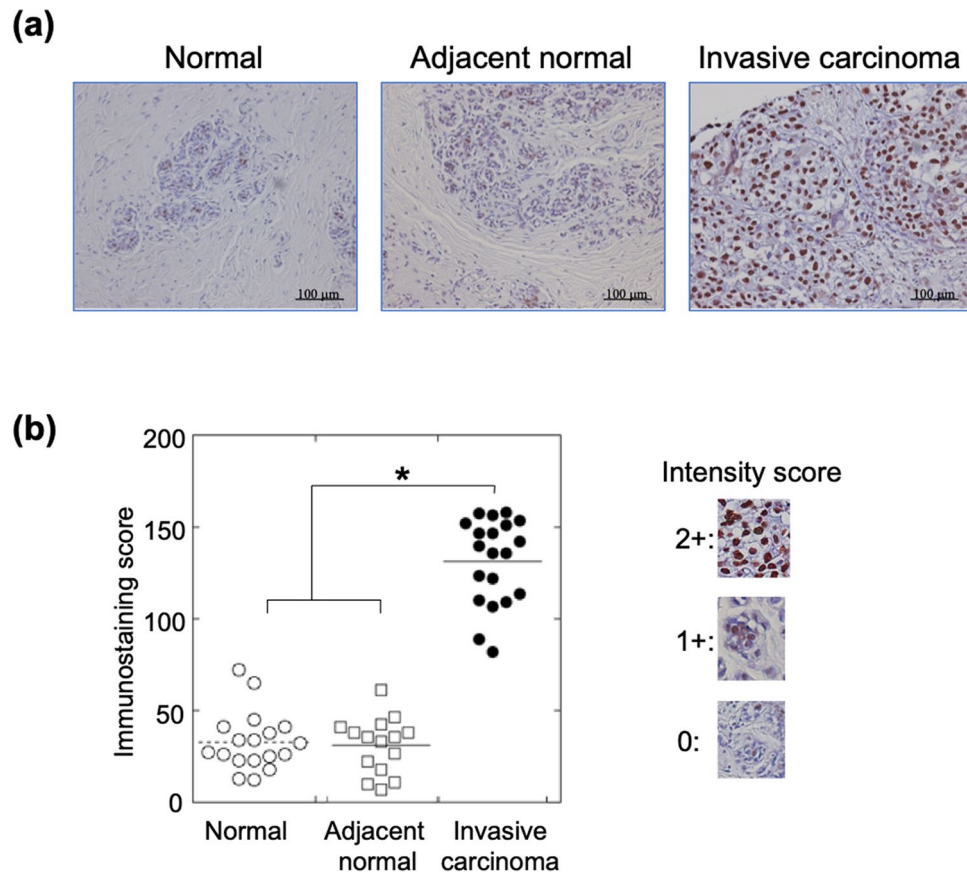 (a)
Normal
Adjacent normal
Invasive carcinoma
100 µm
100 µm
100 µm
(b)
Immunostaining score
200
150
100
50
0
*
Normal
Adjacent
normal
Invasive
carcinoma
Intensity score
2+:
1+:
0: